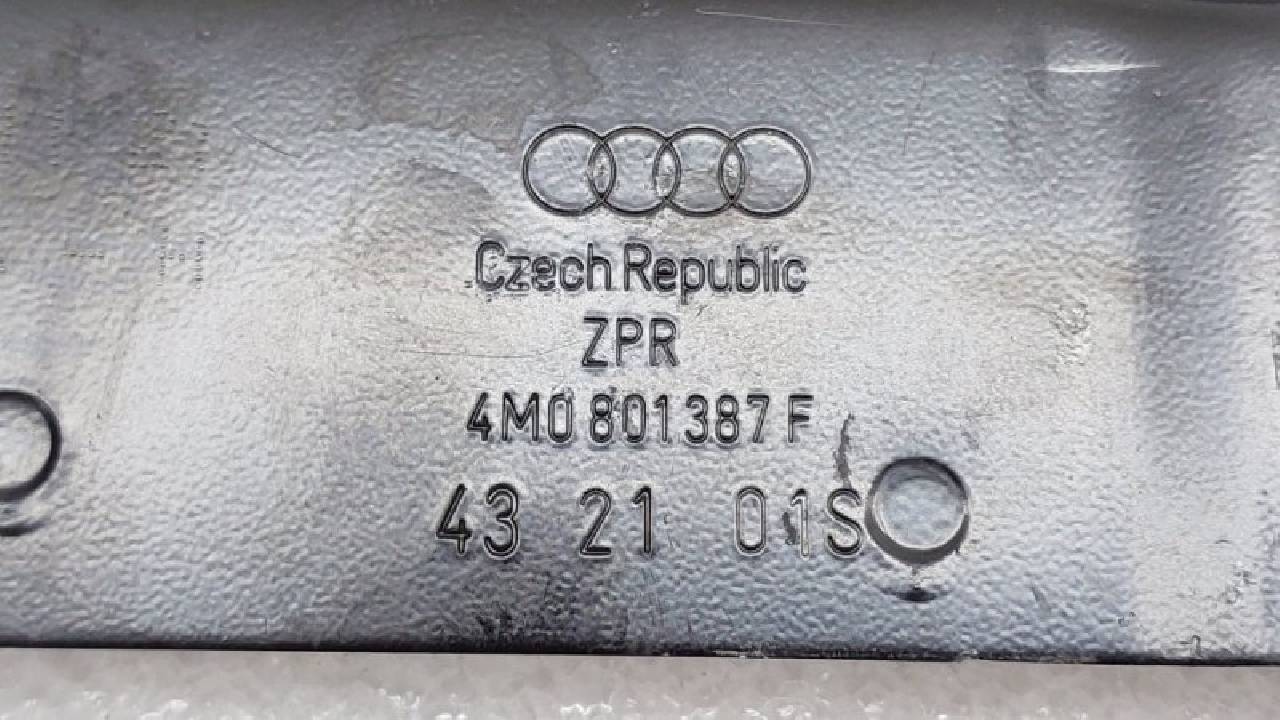 Czech Republic
ZPR
4M0 801 387 F
43 21 01S